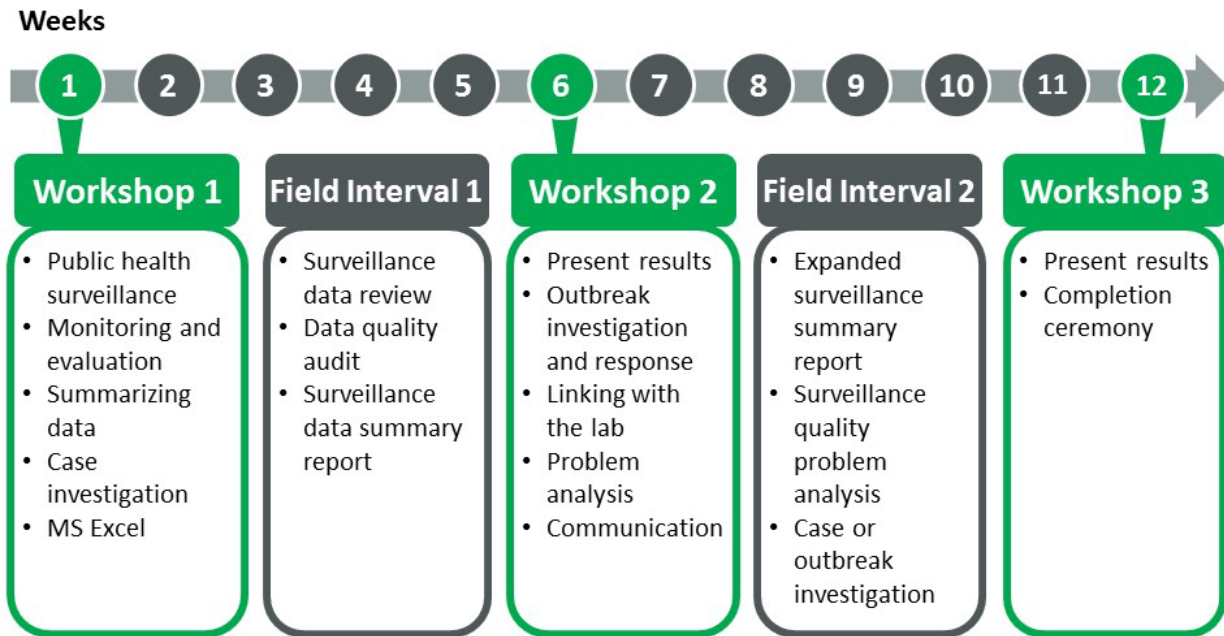 Weeks
1 2 3 4 5 6 7 8 9 10 11 12
Workshop 1
• Public health
surveillance
• Monitoring and
evaluation
• Summarizing
data
• Case
investigation
• MS Excel
Field Interval 1
• Surveillance
data review
• Data quality
audit
• Surveillance
data summary
report
Workshop 2
• Present results
• Outbreak
investigation
and response
• Linking with
the lab
• Problem
analysis
• Communication
Field Interval 2
• Expanded
surveillance
summary
report
• Surveillance
quality
problem
analysis
• Case or
outbreak
investigation
Workshop 3
• Present results
• Completion
ceremony